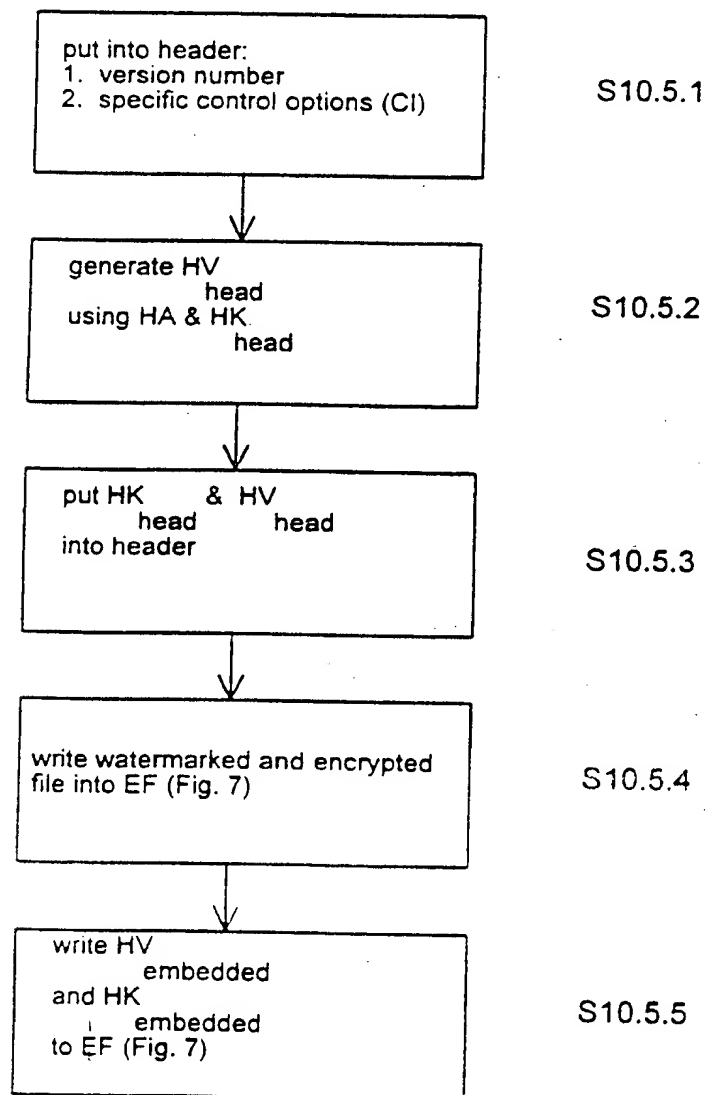 put into header:
1. version number
2. specific control options (CI)
S10.5.1
generate HV
head
using HA & HK
head
S10.5.2
put HK & HV
head head
into header
S10.5.3
write watermarked and encrypted
file into EF (Fig. 7)
S10.5.4
write HV
embedded
and HK
embedded
to EF (Fig. 7)
S10.5.5